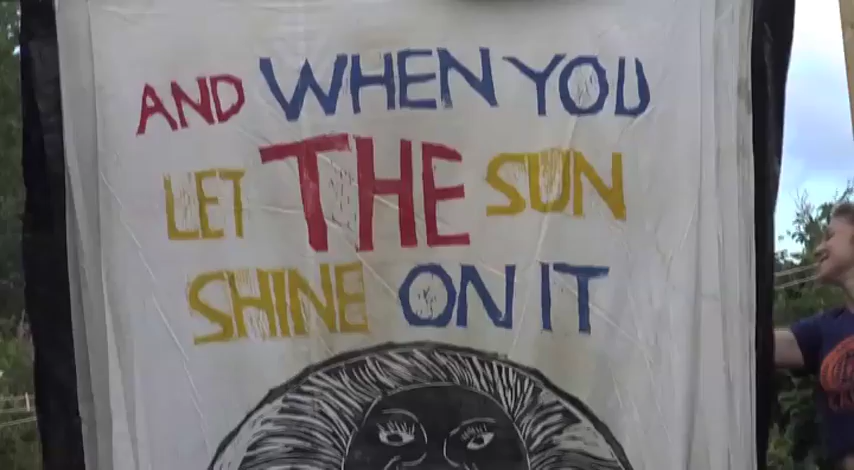 AND WHEN YOU
LET THE SUN
SHINE ON IT